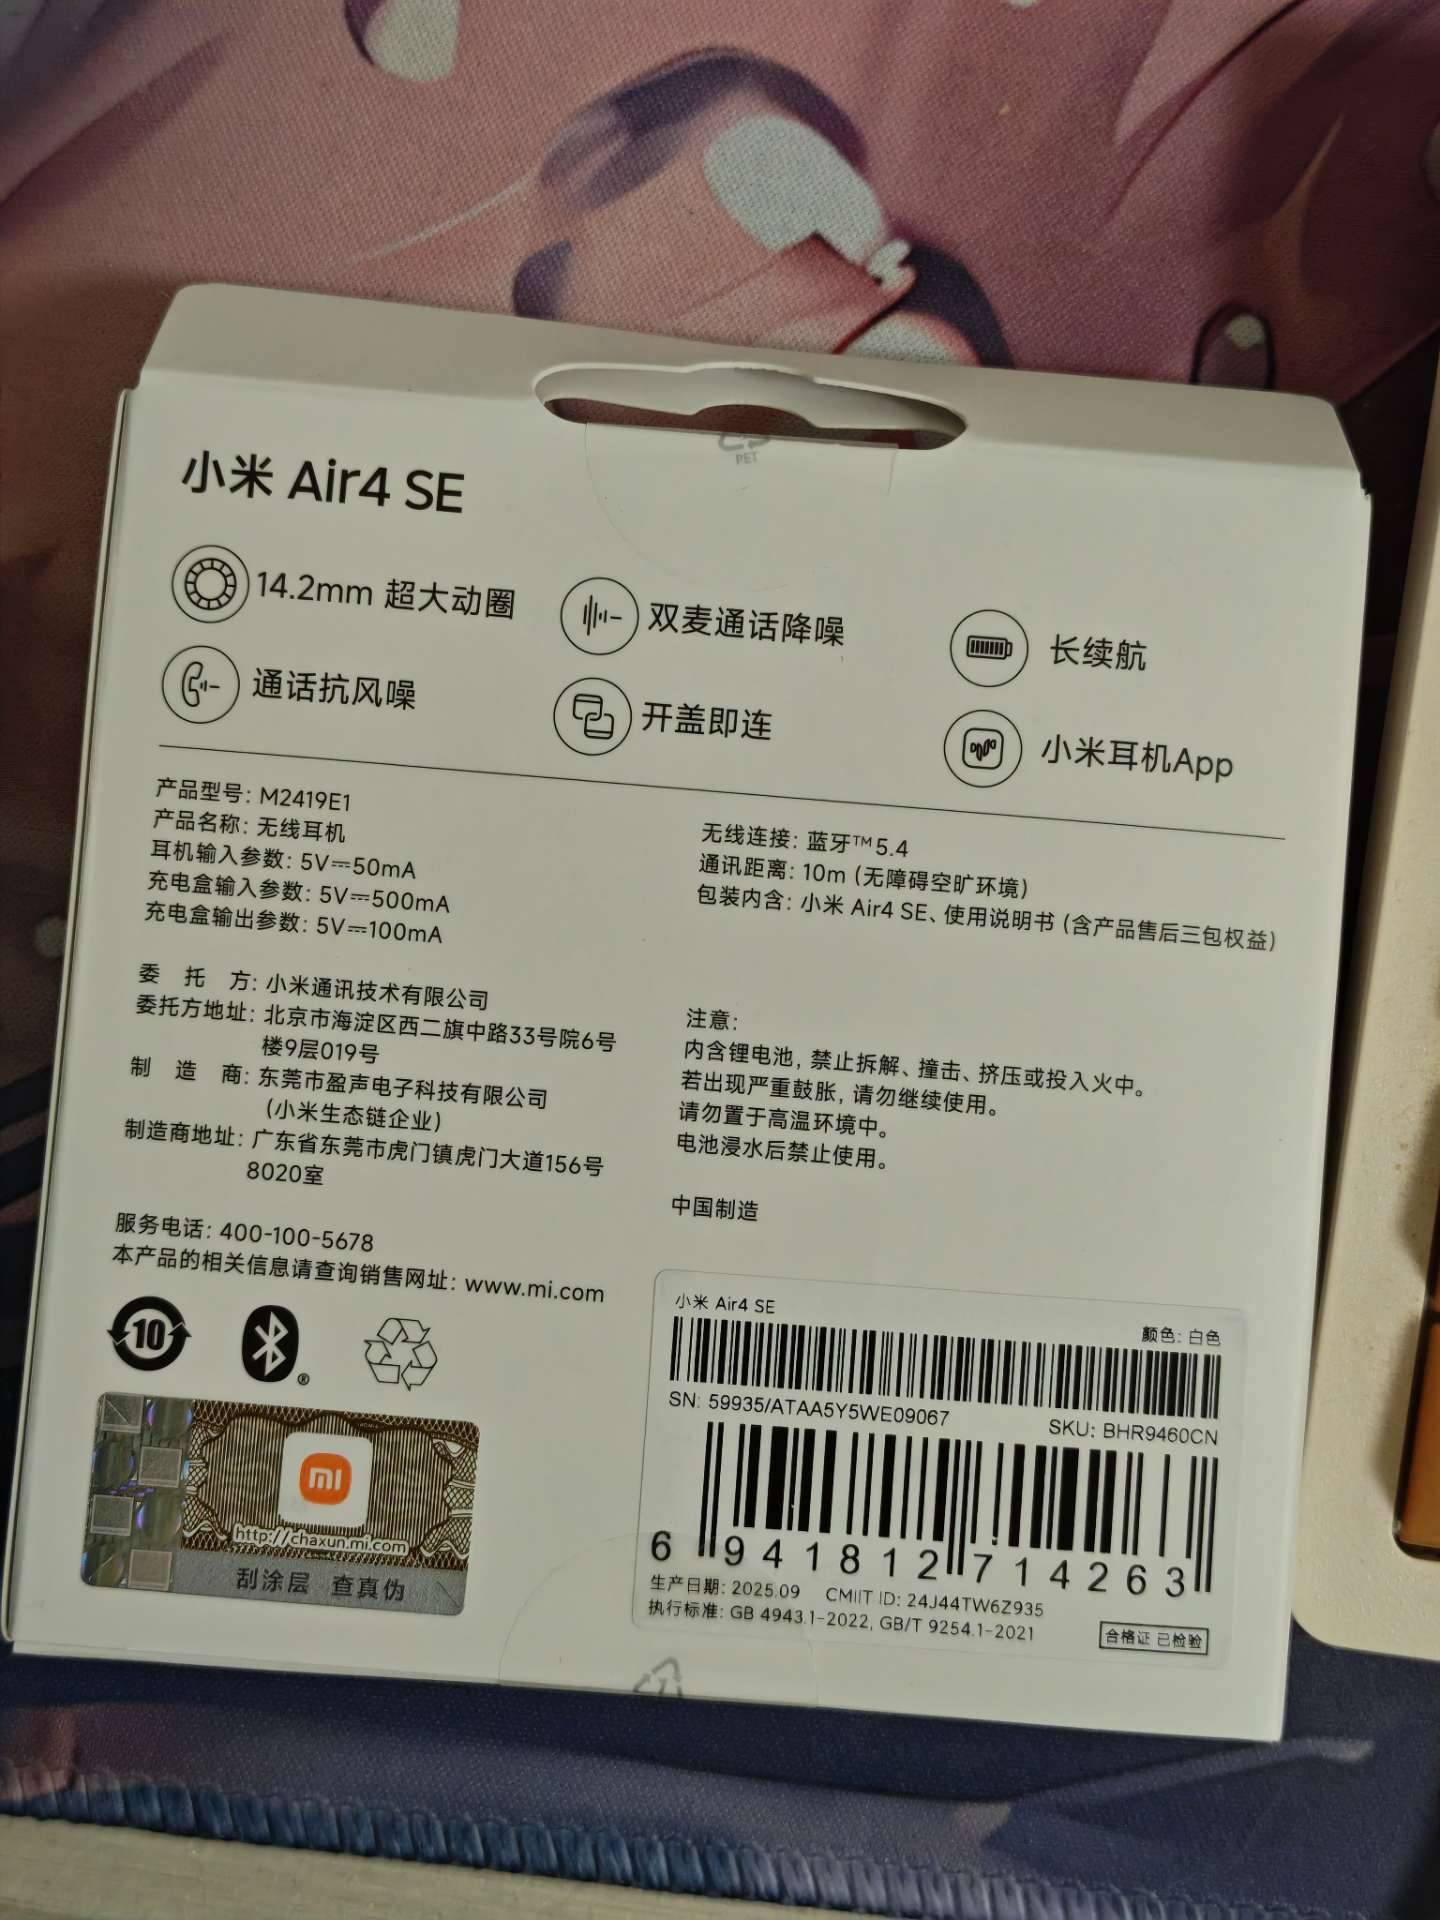 PET
小米 Air4 SE
14.2mm 超大动圈
双麦通话降噪
长续航
通话抗风噪
开盖即连
小米耳机App
产品型号: M2419E1
产品名称: 无线耳机
耳机输入参数: 5V⎓50mA
充电盒输入参数: 5V⎓500mA
充电盒输出参数: 5V⎓100mA
无线连接: 蓝牙™5.4
通讯距离: 10m (无障碍空旷环境)
包装内含: 小米 Air4 SE、使用说明书 (含产品售后三包权益)
委 托 方: 小米通讯技术有限公司
委托方地址: 北京市海淀区西二旗中路33号院6号
楼9层019号
制 造 商: 东莞市盈声电子科技有限公司
(小米生态链企业)
制造商地址: 广东省东莞市虎门镇虎门大道156号
8020室
注意:
内含锂电池, 禁止拆解、撞击、挤压或投入火中。
若出现严重鼓胀, 请勿继续使用。
请勿置于高温环境中。
电池浸水后禁止使用。
中国制造
服务电话: 400-100-5678
本产品的相关信息请查询销售网址: www.mi.com
10
®
mi
http://chaxun.mi.com
刮涂层 查真伪
小米 Air4 SE
颜色: 白色
SN: 59935/ATAA5Y5WE09067
SKU: BHR9460CN
6 941812 714263
生产日期: 2025.09 CMIIT ID: 24J44TW6Z935
执行标准: GB 4943.1-2022, GB/T 9254.1-2021
合格证 已检验